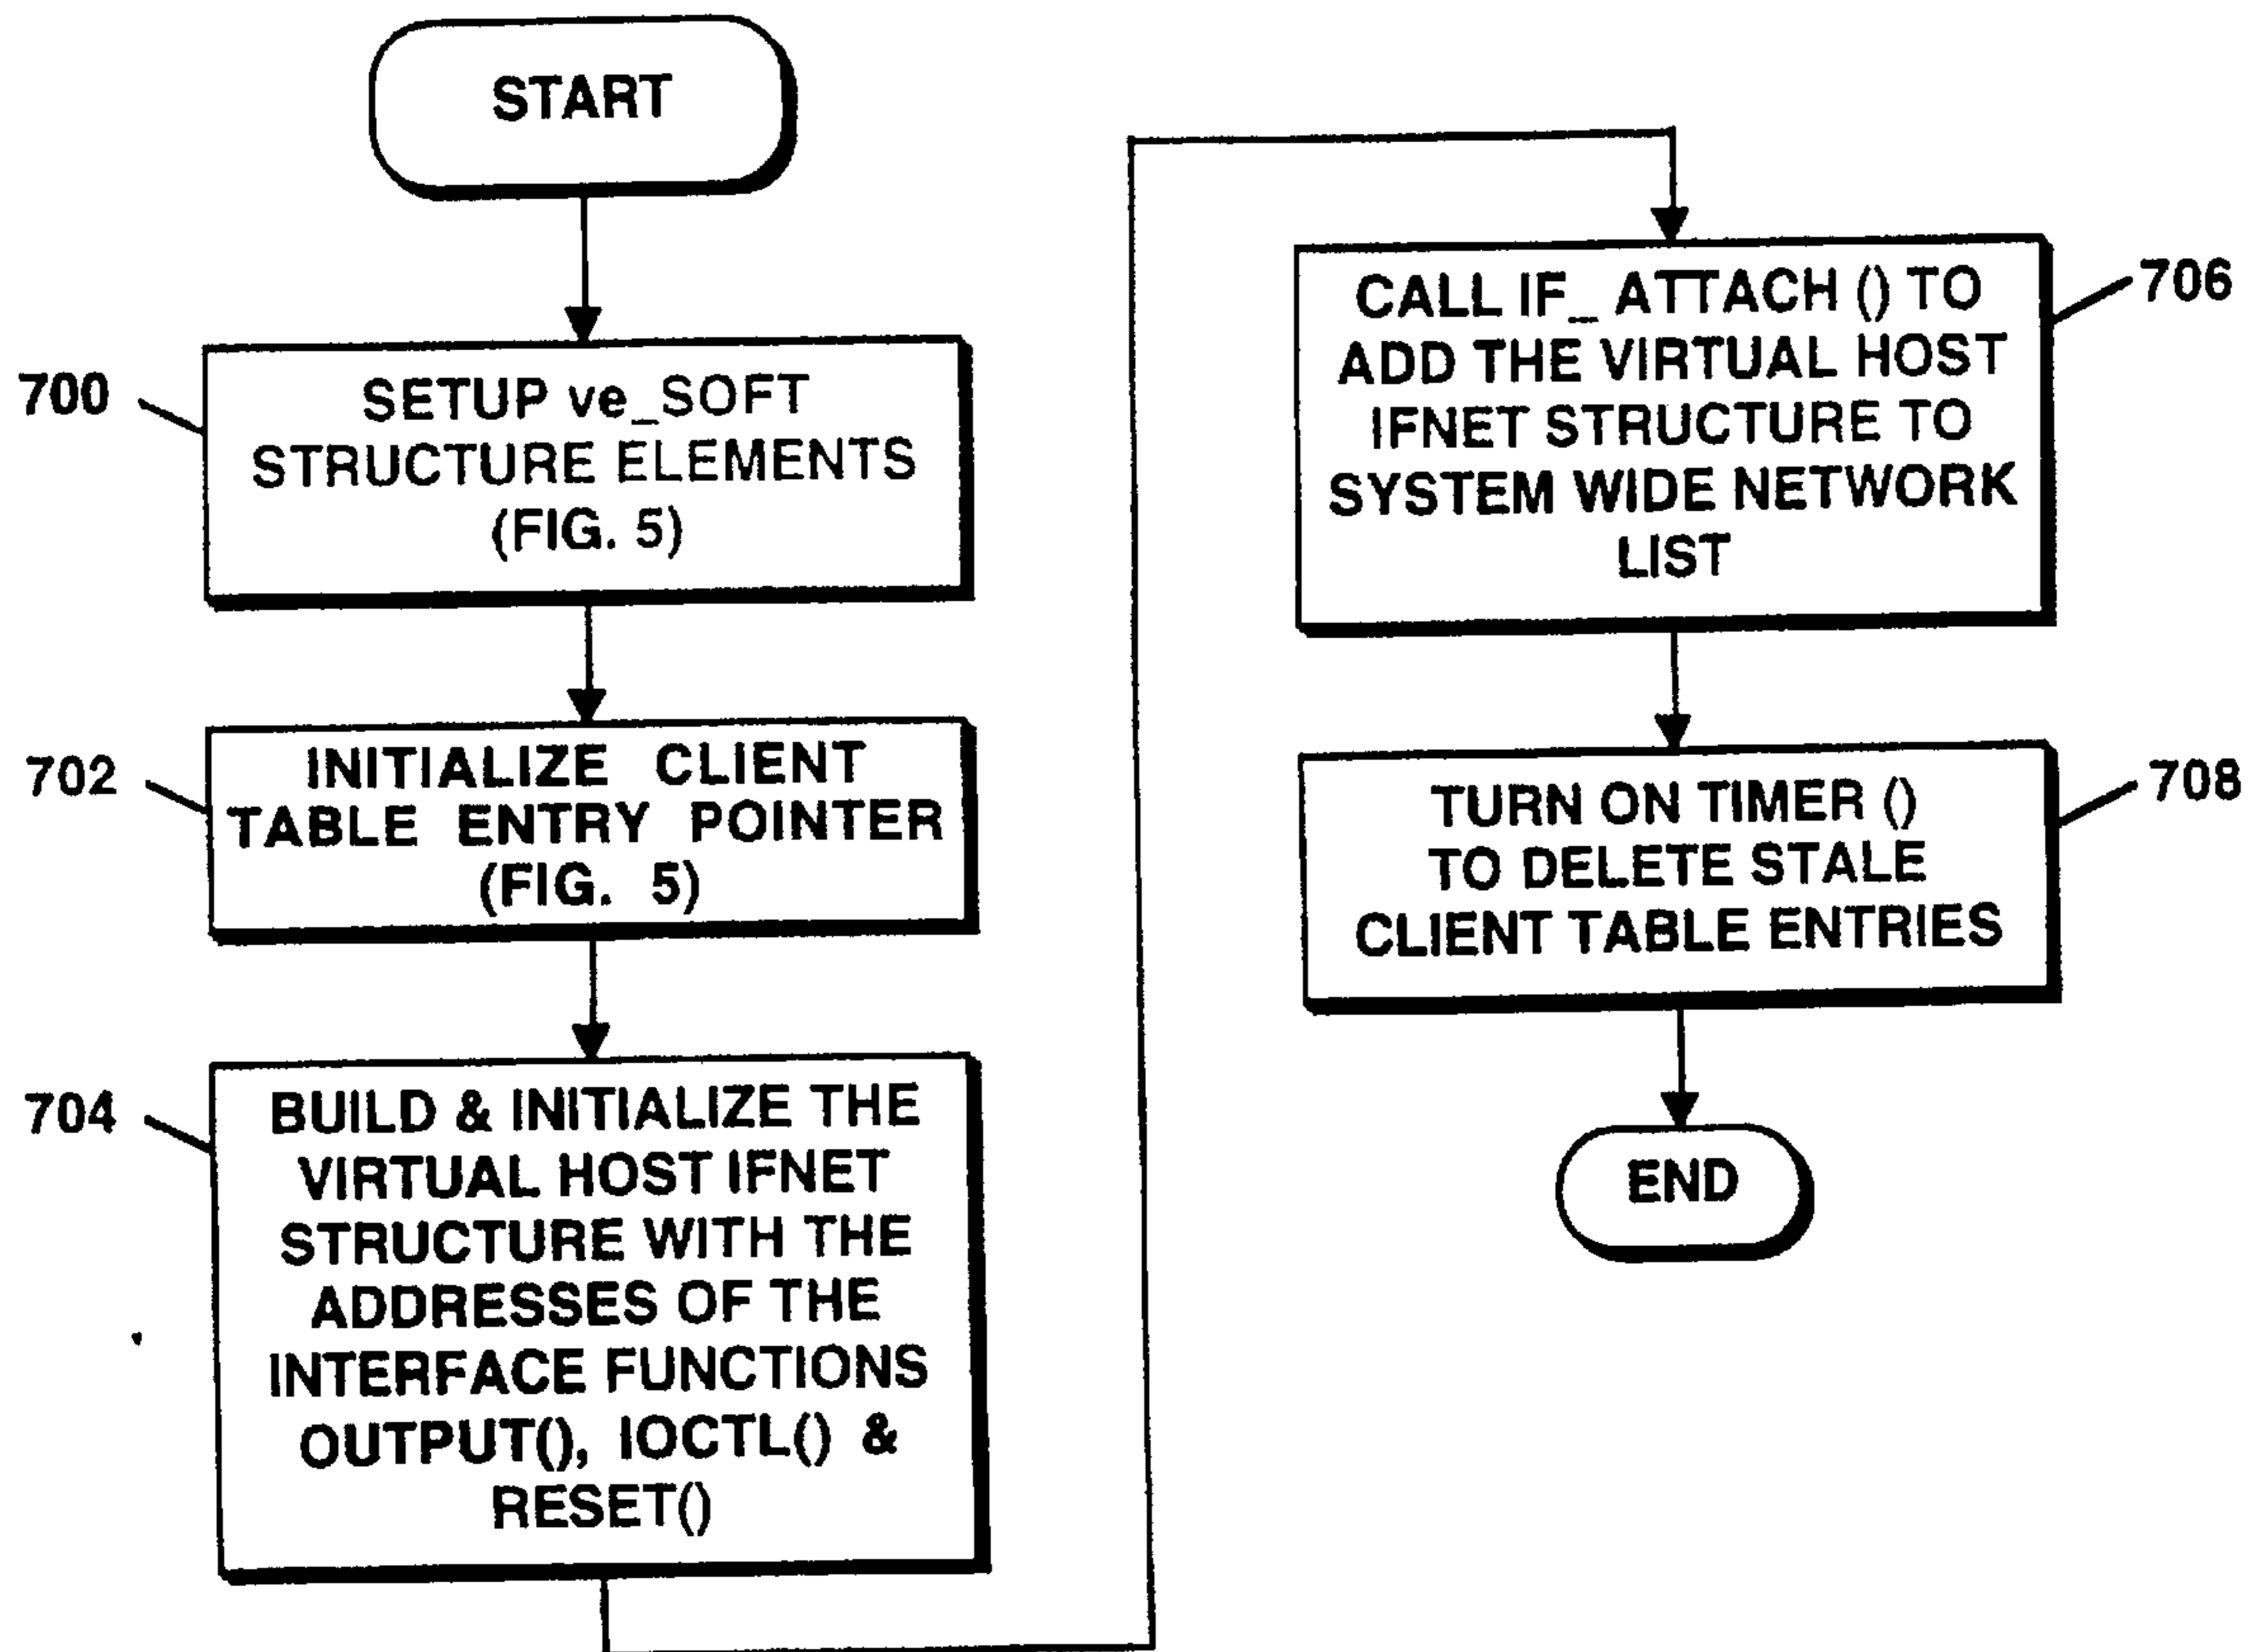 START
700
SETUP ve_SOFT
STRUCTURE ELEMENTS
(FIG. 5)
702
INITIALIZE CLIENT
TABLE ENTRY POINTER
(FIG. 5)
704
BUILD & INITIALIZE THE
VIRTUAL HOST IFNET
STRUCTURE WITH THE
ADDRESSES OF THE
INTERFACE FUNCTIONS
OUTPUT(), IOCTL() &
RESET()
CALL IF_ ATTACH () TO
ADD THE VIRTUAL HOST
IFNET STRUCTURE TO
SYSTEM WIDE NETWORK
LIST
706
TURN ON TIMER ()
TO DELETE STALE
CLIENT TABLE ENTRIES
708
END